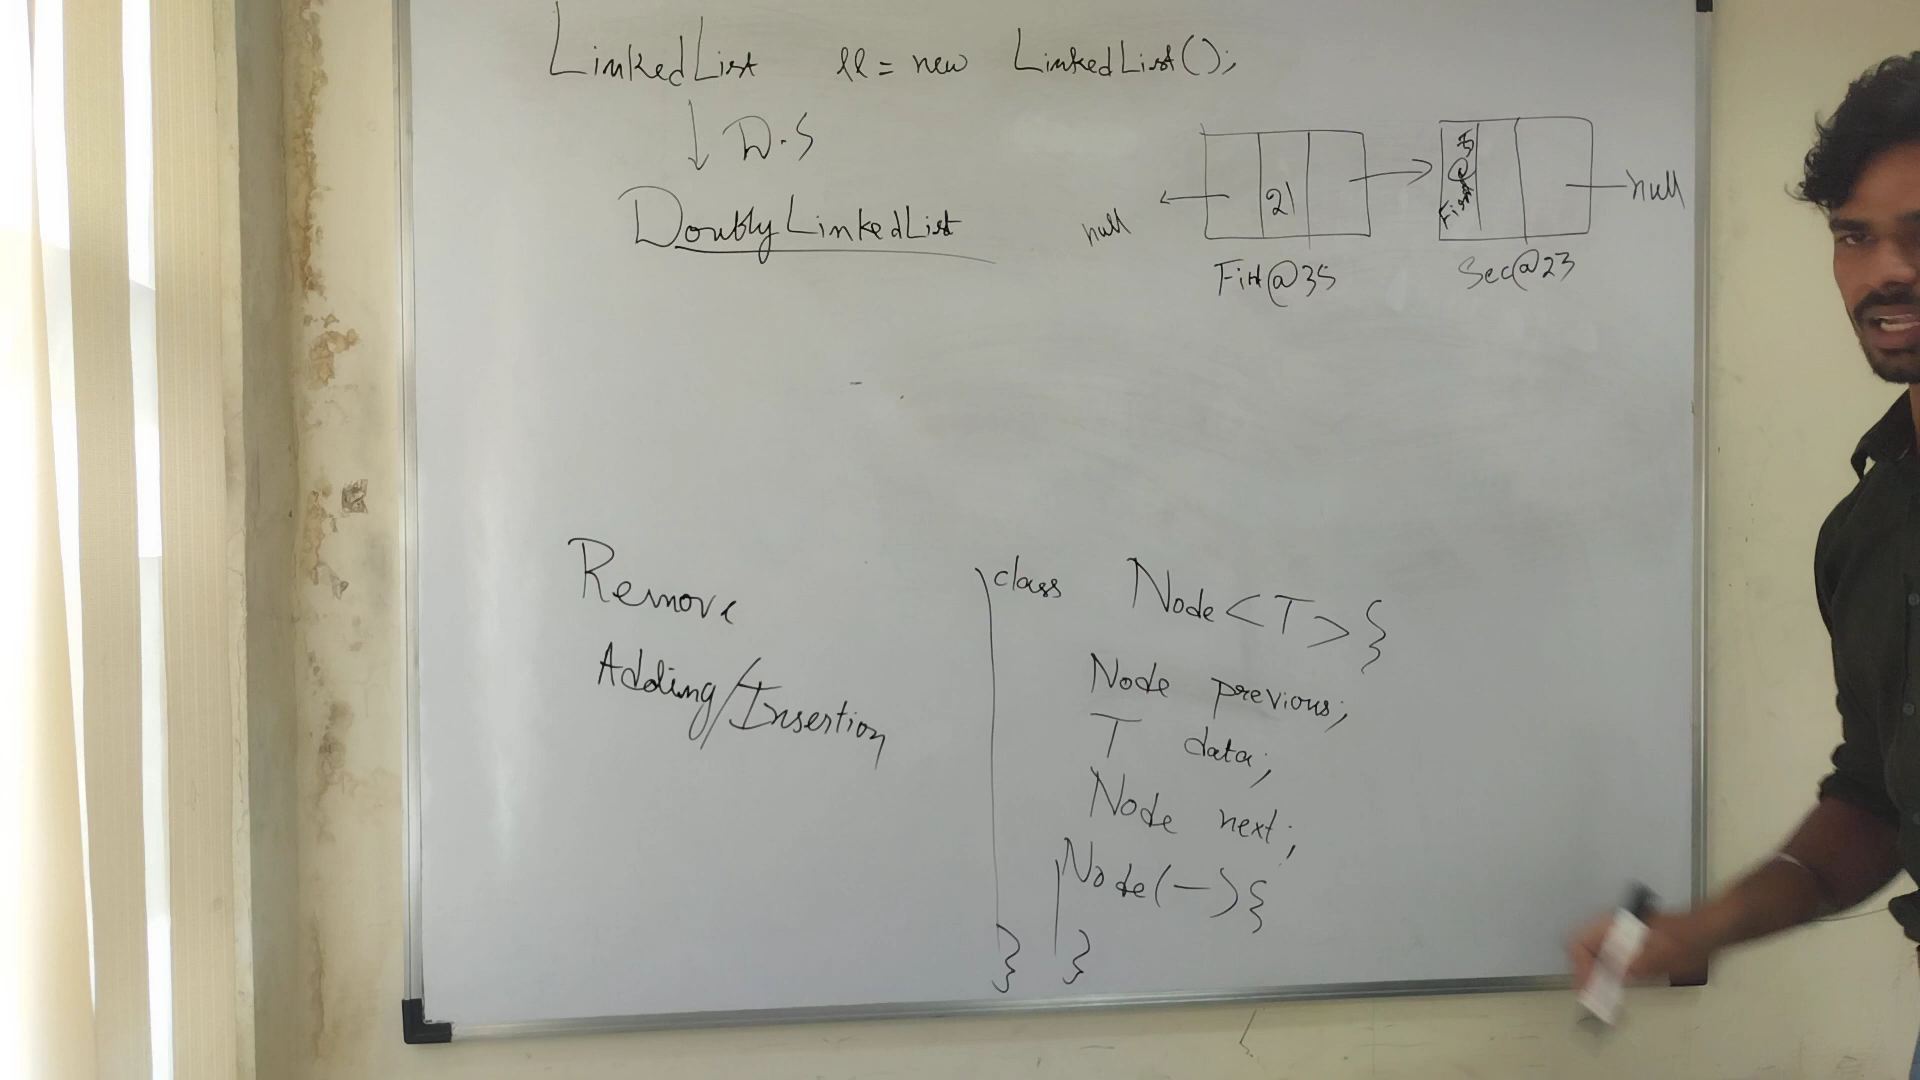 LinkedList ll = new LinkedList();
D.S
DoublyLinkedList
null 21 null
First@35 Sec@23
Remove
Adding/Insertion
class Node<T>{
Node previous;
T data;
Node next;
Node(—){
}
}